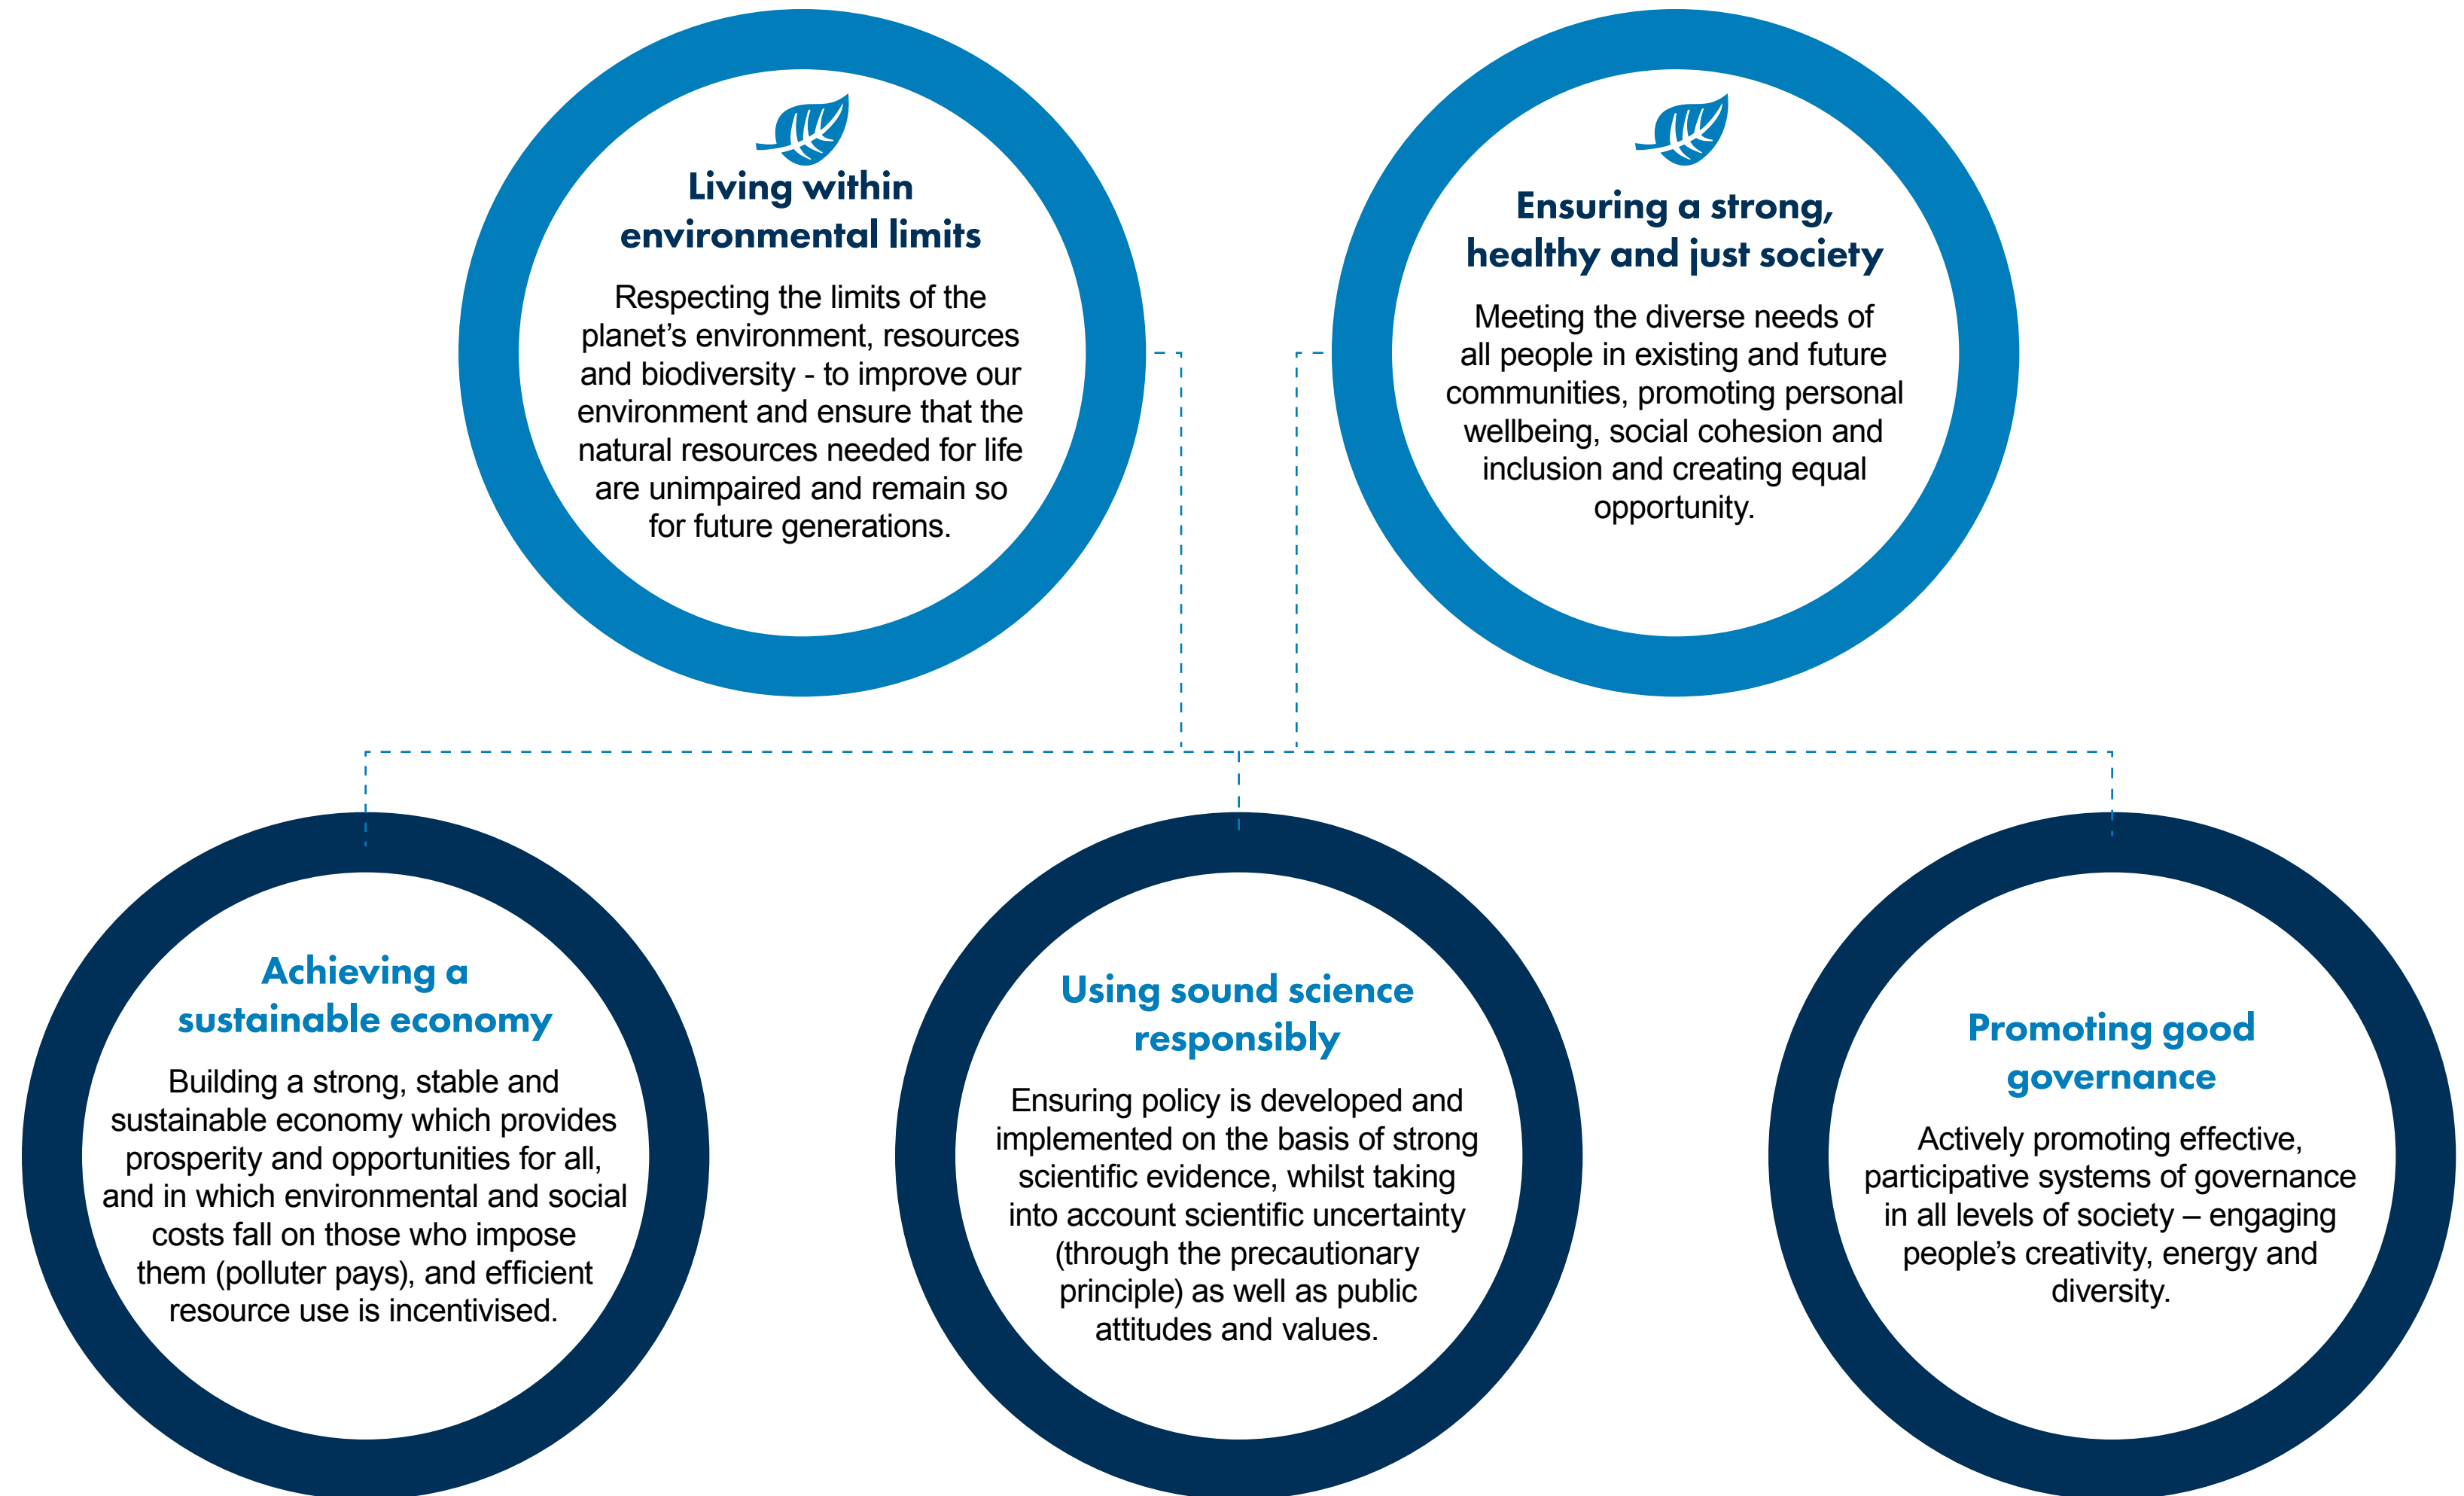 Living within
environmental limits
Respecting the limits of the
planet’s environment, resources
and biodiversity - to improve our
environment and ensure that the
natural resources needed for life
are unimpaired and remain so
for future generations.
Ensuring a strong,
healthy and just society
Meeting the diverse needs of
all people in existing and future
communities, promoting personal
wellbeing, social cohesion and
inclusion and creating equal
opportunity.
Achieving a
sustainable economy
Building a strong, stable and
sustainable economy which provides
prosperity and opportunities for all,
and in which environmental and social
costs fall on those who impose
them (polluter pays), and efficient
resource use is incentivised.
Using sound science
responsibly
Ensuring policy is developed and
implemented on the basis of strong
scientific evidence, whilst taking
into account scientific uncertainty
(through the precautionary
principle) as well as public
attitudes and values.
Promoting good
governance
Actively promoting effective,
participative systems of governance
in all levels of society – engaging
people’s creativity, energy and
diversity.